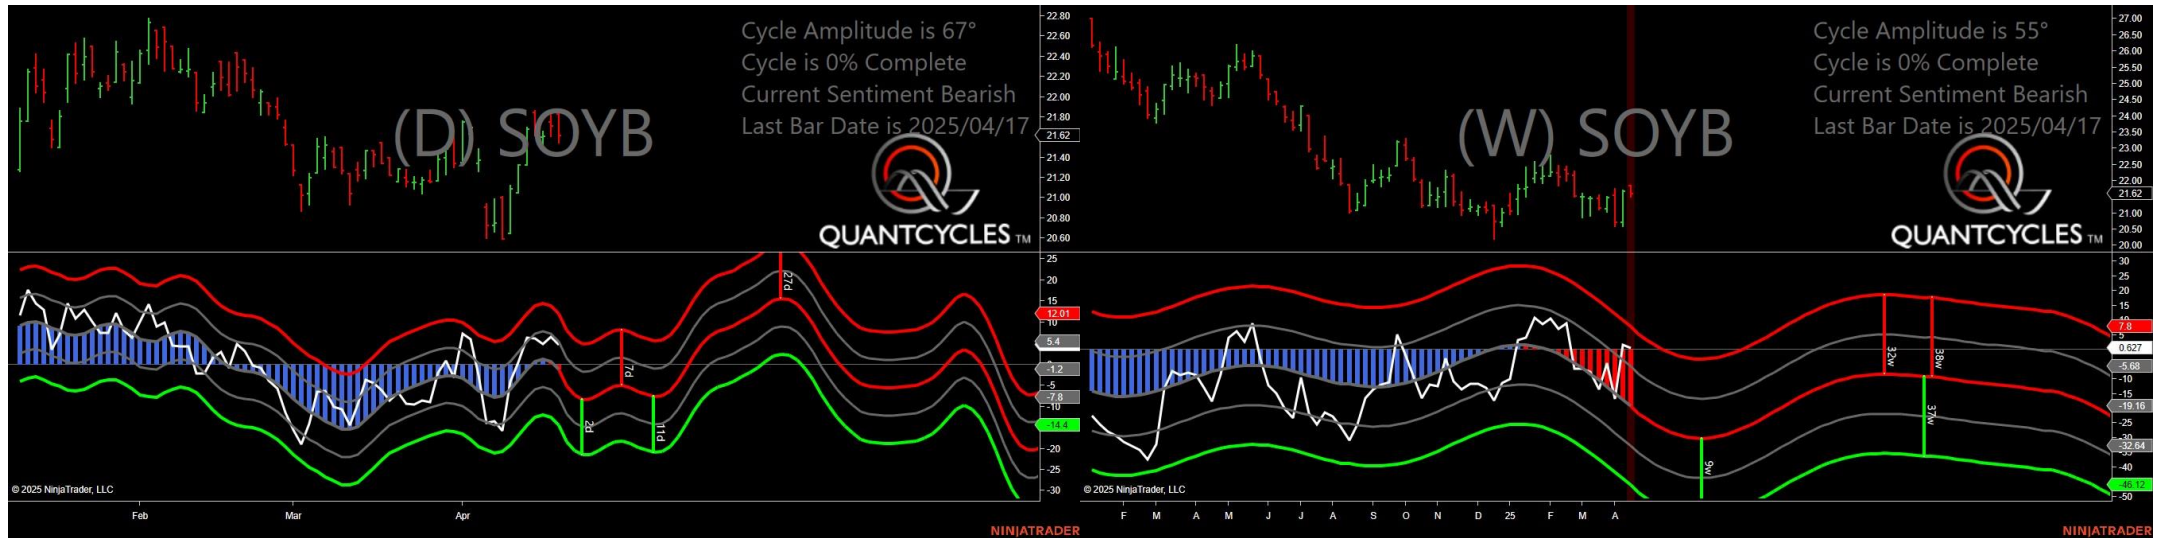 Cycle Amplitude is 67°
Cycle is 0% Complete
Current Sentiment Bearish
Last Bar Date is 2025/04/17
(D) SOYB
QUANTCYCLES TM
22.80
22.60
22.40
22.20
22.00
21.80
21.62
21.40
21.20
21.00
20.80
20.60
25
20
15
12.01
10
5.4
-1.2
-5
-7.8
-10
-14.4
-20
-25
-30
27d
7d
2d
11d
© 2025 NinjaTrader, LLC
Feb
Mar
Apr
NINJATRADER
Cycle Amplitude is 55°
Cycle is 0% Complete
Current Sentiment Bearish
Last Bar Date is 2025/04/17
(W) SOYB
QUANTCYCLES TM
27.00
26.50
26.00
25.50
25.00
24.50
24.00
23.50
23.00
22.50
22.00
21.62
21.00
20.50
20.00
30
25
20
15
7.8
0.627
-5.68
-10
-15
-19.16
-25
-32.64
-40
-46.12
-50
32w
38w
37w
9w
© 2025 NinjaTrader, LLC
F
M
A
M
J
J
A
S
O
N
D
25
F
M
A
NINJATRADER